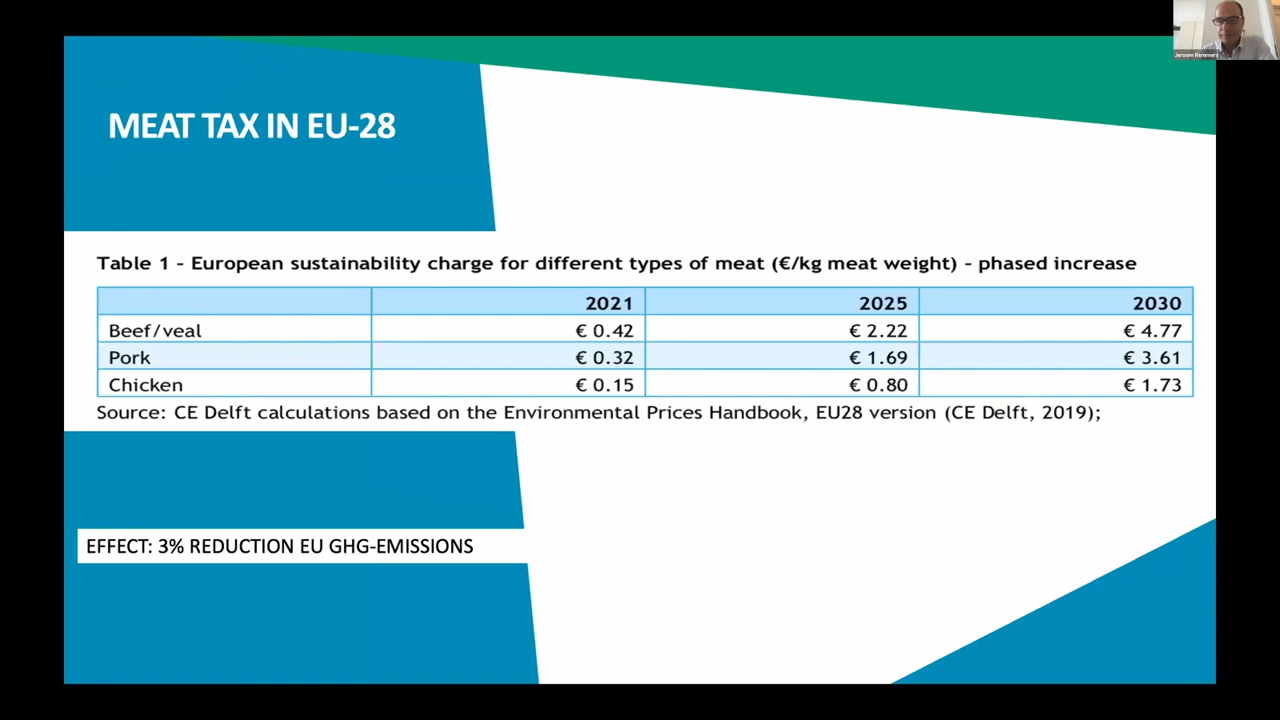 Jeroom Remmers
MEAT TAX IN EU-28
Table 1 – European sustainability charge for different types of meat (€/kg meat weight) – phased increase
2021 2025 2030
Beef/veal € 0.42 € 2.22 € 4.77
Pork € 0.32 € 1.69 € 3.61
Chicken € 0.15 € 0.80 € 1.73
Source: CE Delft calculations based on the Environmental Prices Handbook, EU28 version (CE Delft, 2019);
EFFECT: 3% REDUCTION EU GHG-EMISSIONS